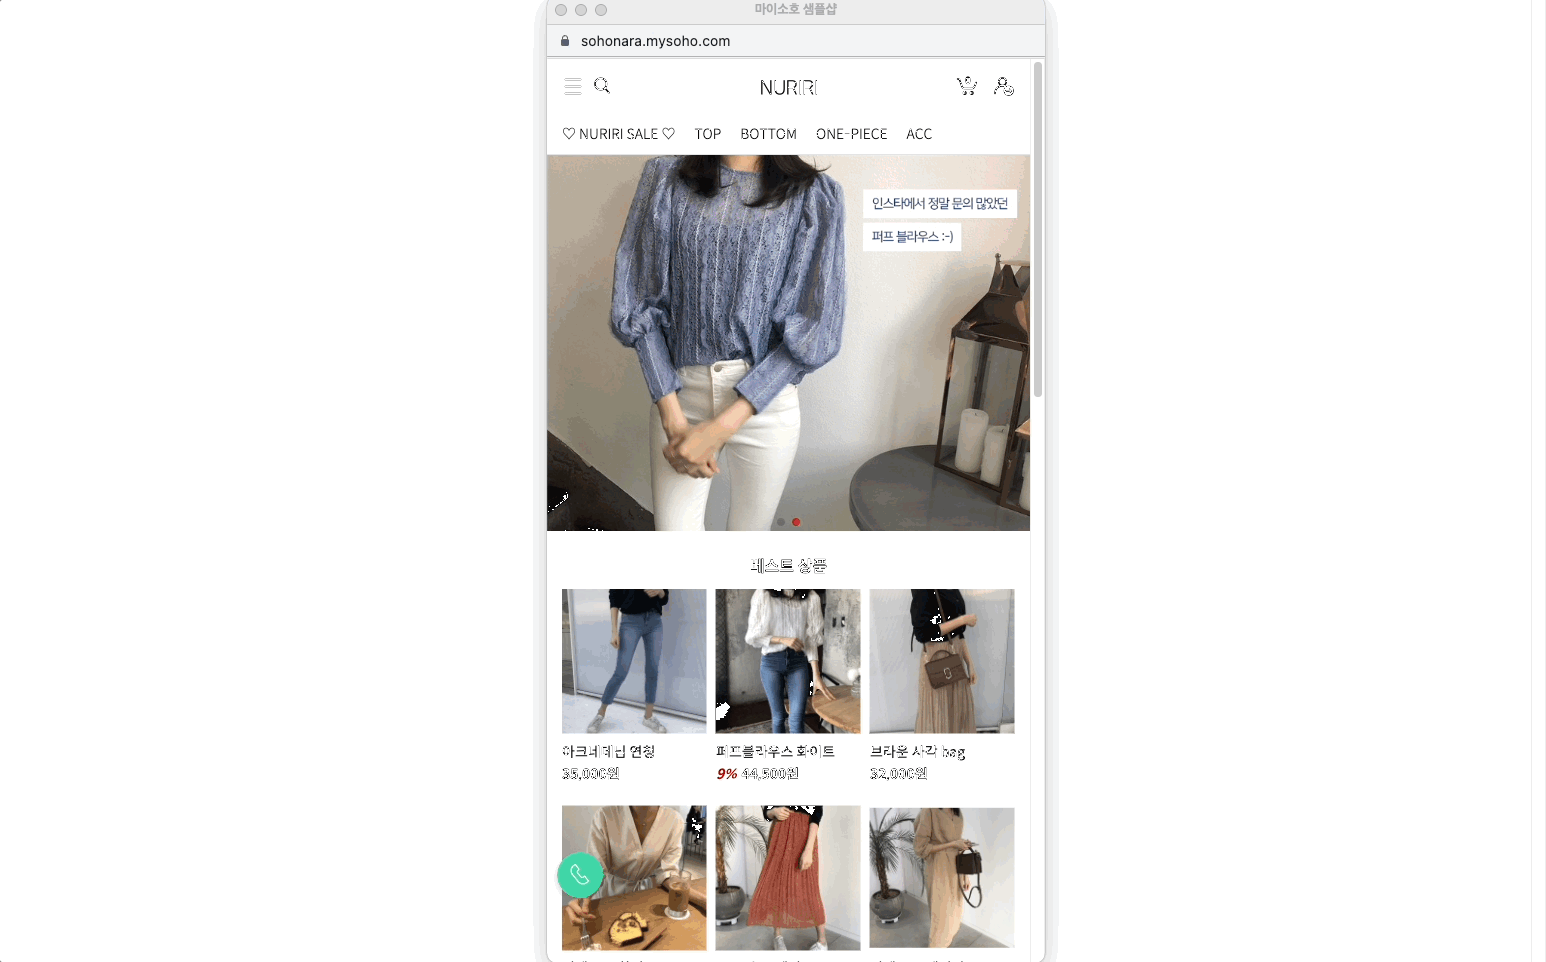 마이소호 샘플샵
sohonara.mysoho.com
NURIRI
0
♡ NURIRI SALE ♡ TOP BOTTOM ONE-PIECE ACC
인스타에서 정말 문의 많았던
퍼프 블라우스 :-)
베스트 상품
아크네데님 연청 퍼프블라우스 화이트 브라운 사각 bag
35,000원 9% 44,500원 32,000원